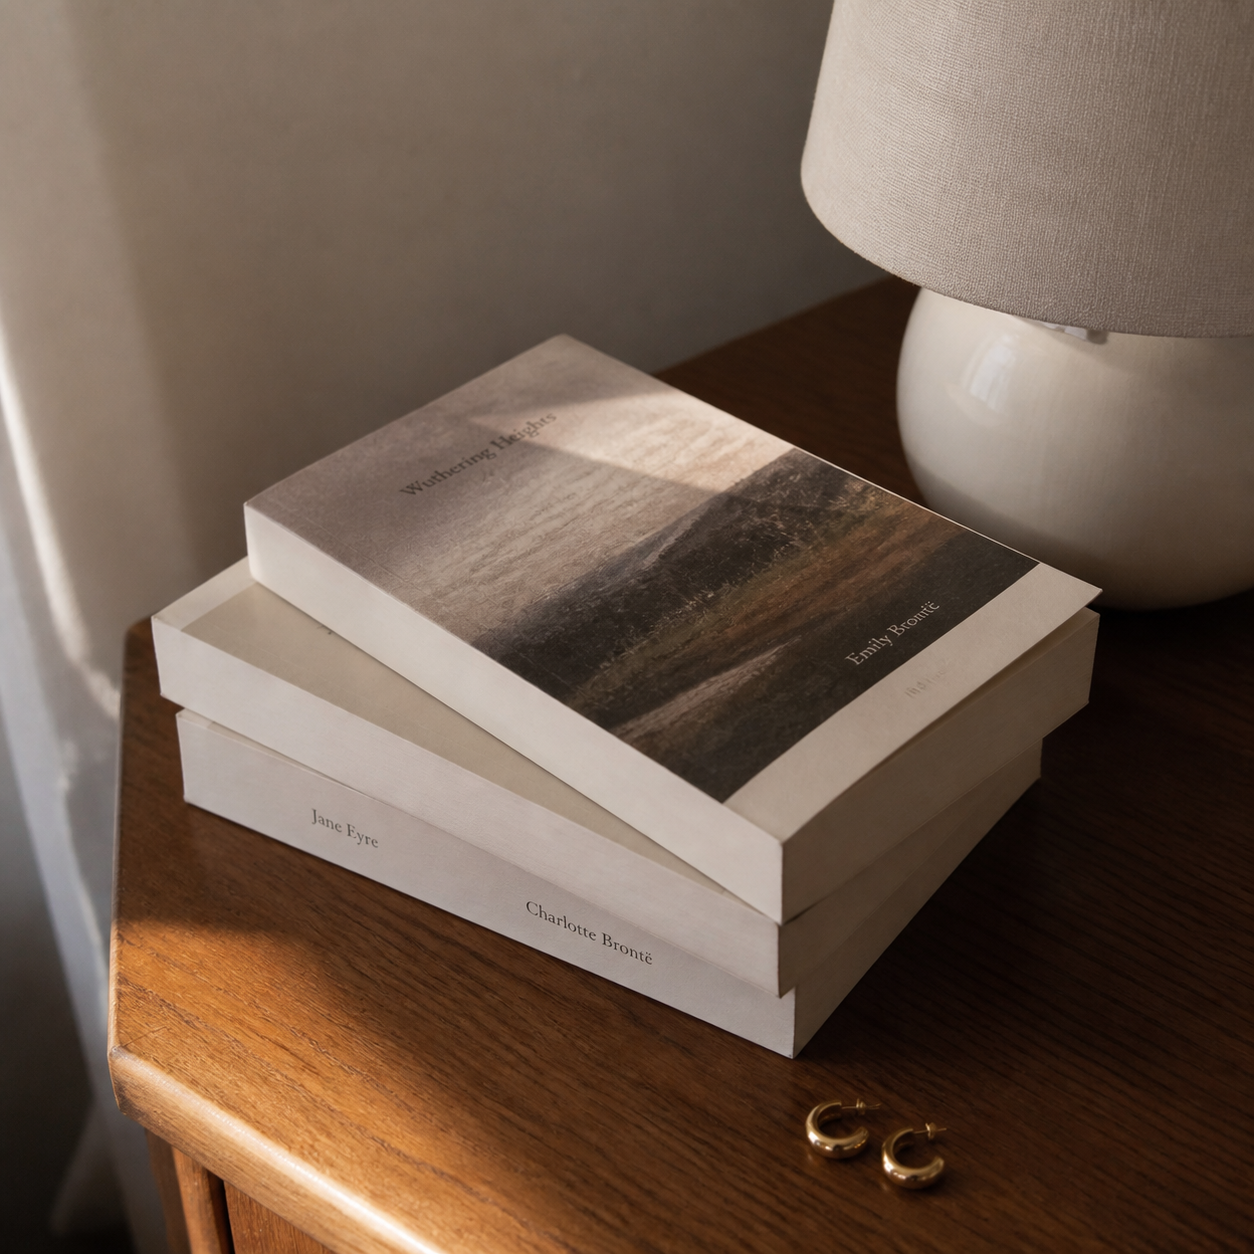 Wuthering Heights
Emily Brontë
Jane Eyre
Charlotte Brontë